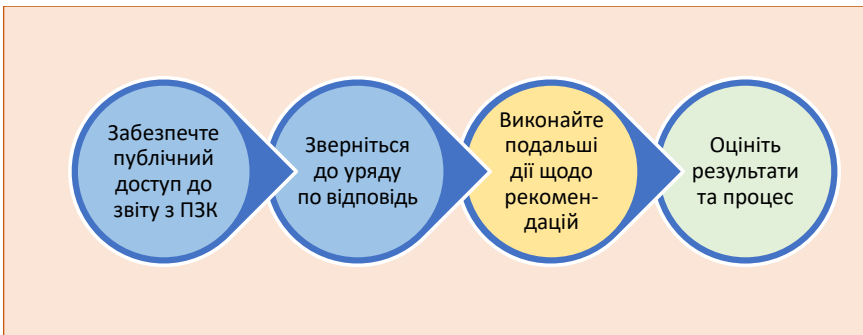 Забезпечте
публічний
доступ до
звіту з ПЗК
Зверніться
до уряду
по відповідь
Виконайте
подальші
дії щодо
рекомен-
дацій
Оцініть
результати
та процес